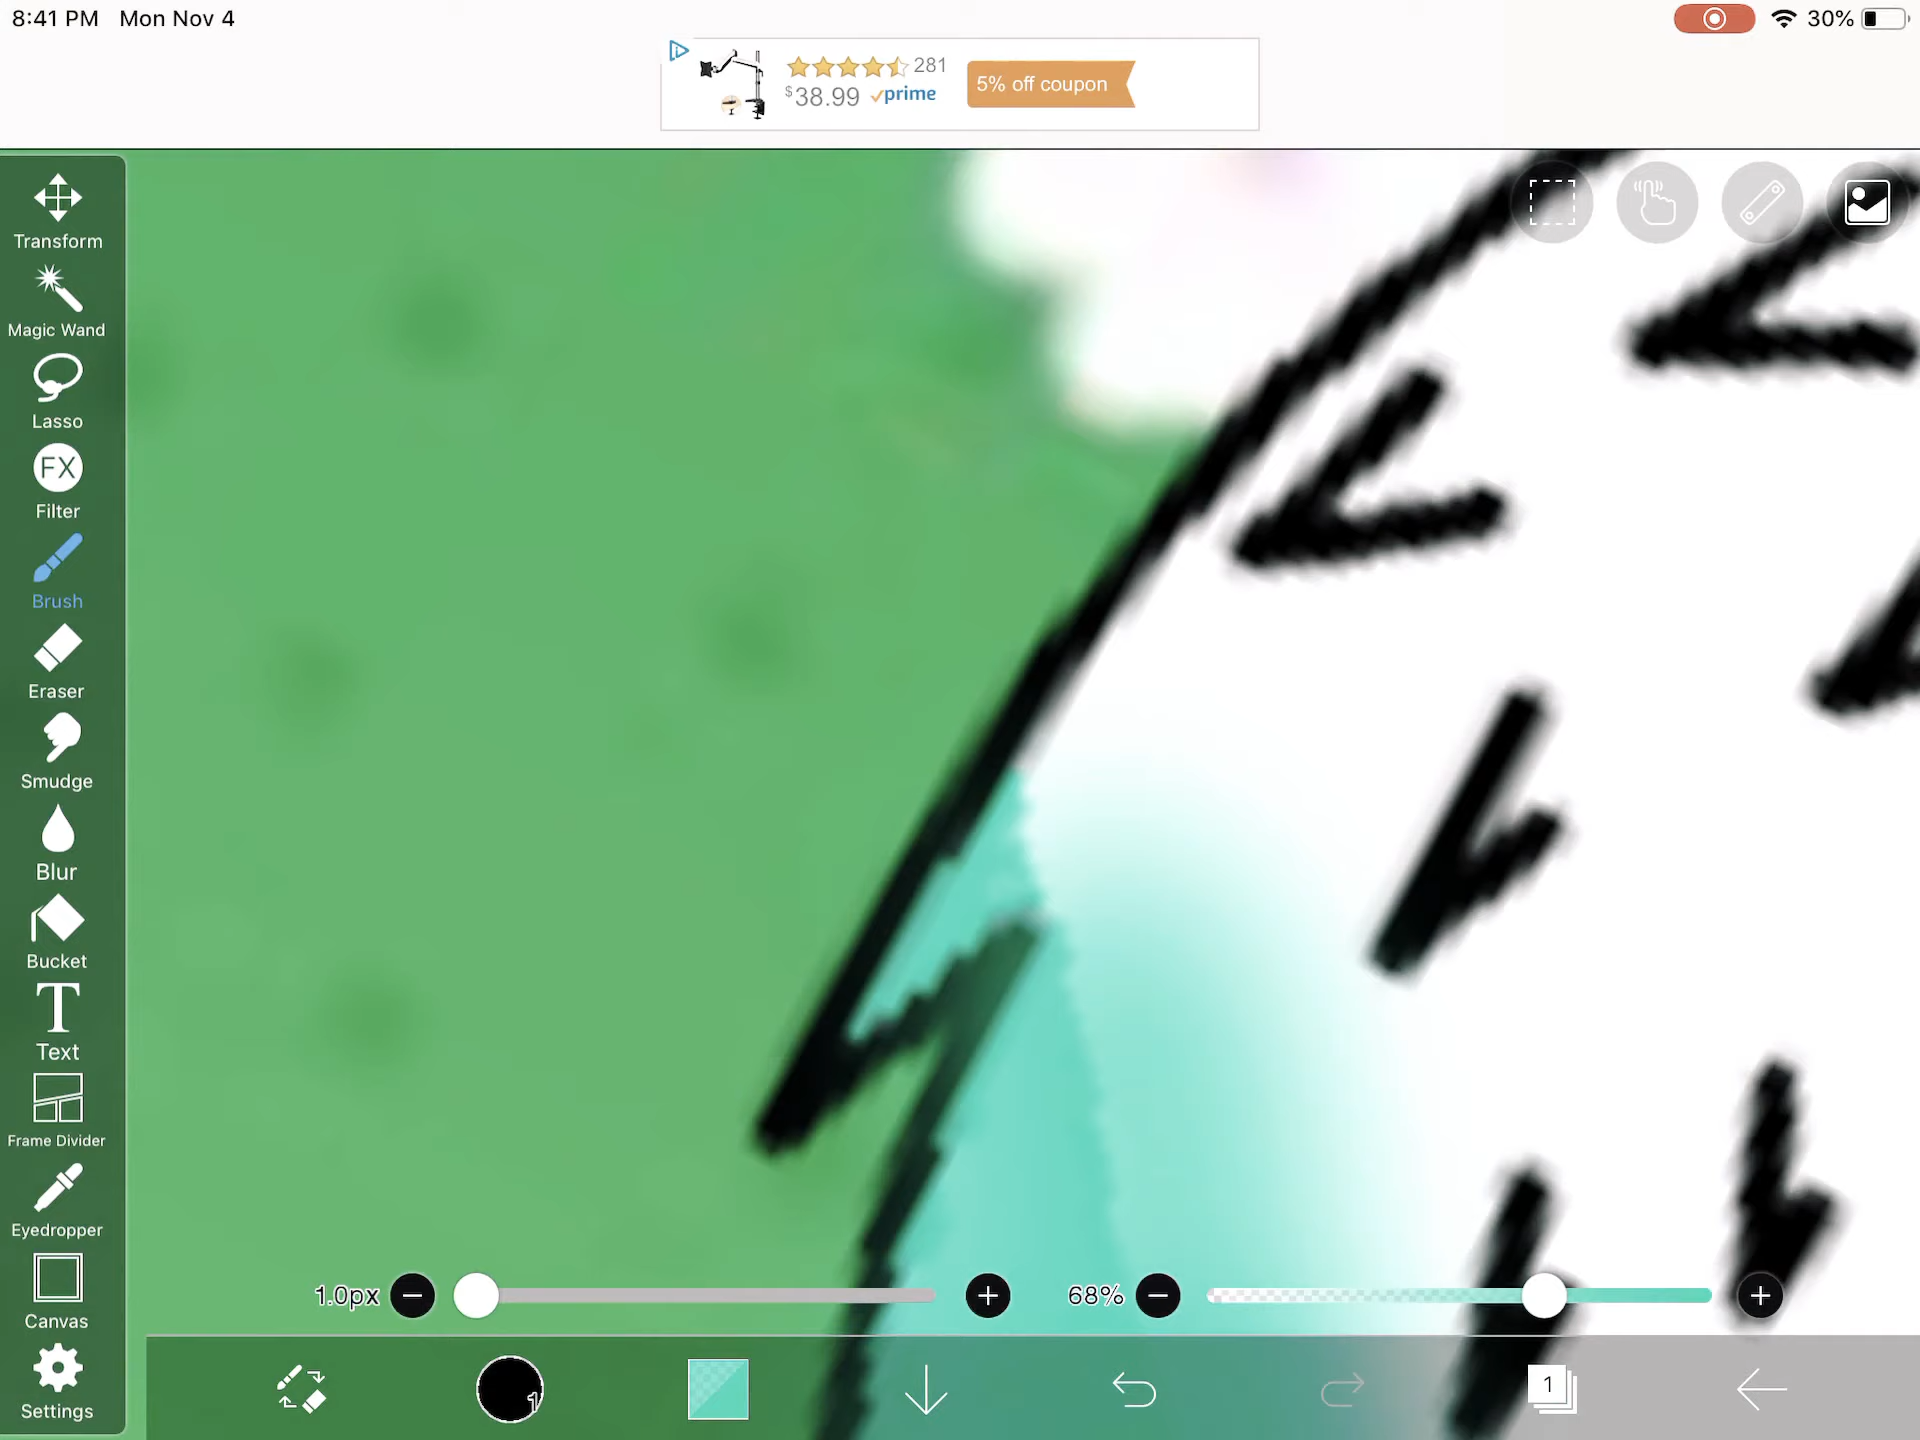 8:41 PM Mon Nov 4
30%
281
$38.99 prime
5% off coupon
Transform
Magic Wand
Lasso
FX
Filter
Brush
Eraser
Smudge
Blur
Bucket
T
Text
Frame Divider
Eyedropper
Canvas
Settings
1.0px
68%
1
1